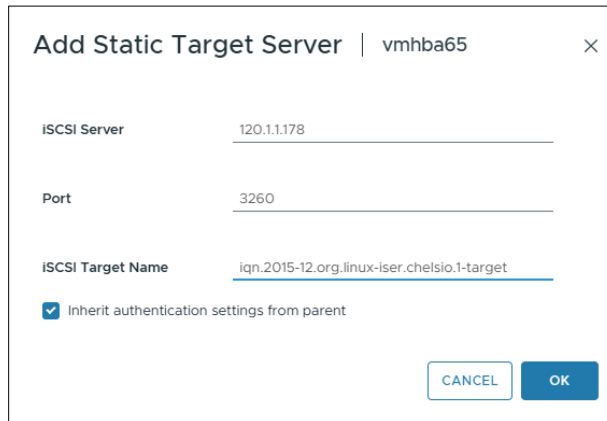 Add Static Target Server | vmhba65
iSCSI Server 120.1.1.178
Port 3260
iSCSI Target Name iqn.2015-12.org.linux-iser.chelsio.1-target
Inherit authentication settings from parent
CANCEL OK